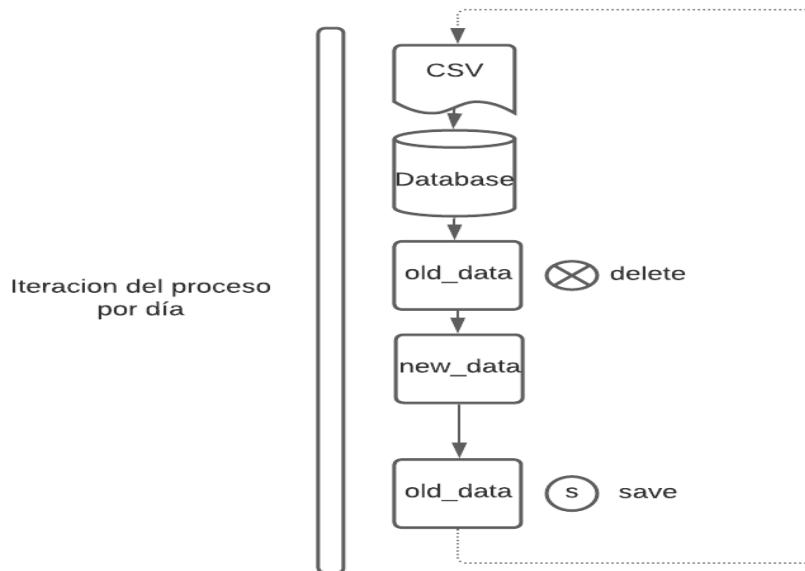 CSV
Database
old_data
delete
Iteracion del proceso
por día
new_data
old_data
s
save